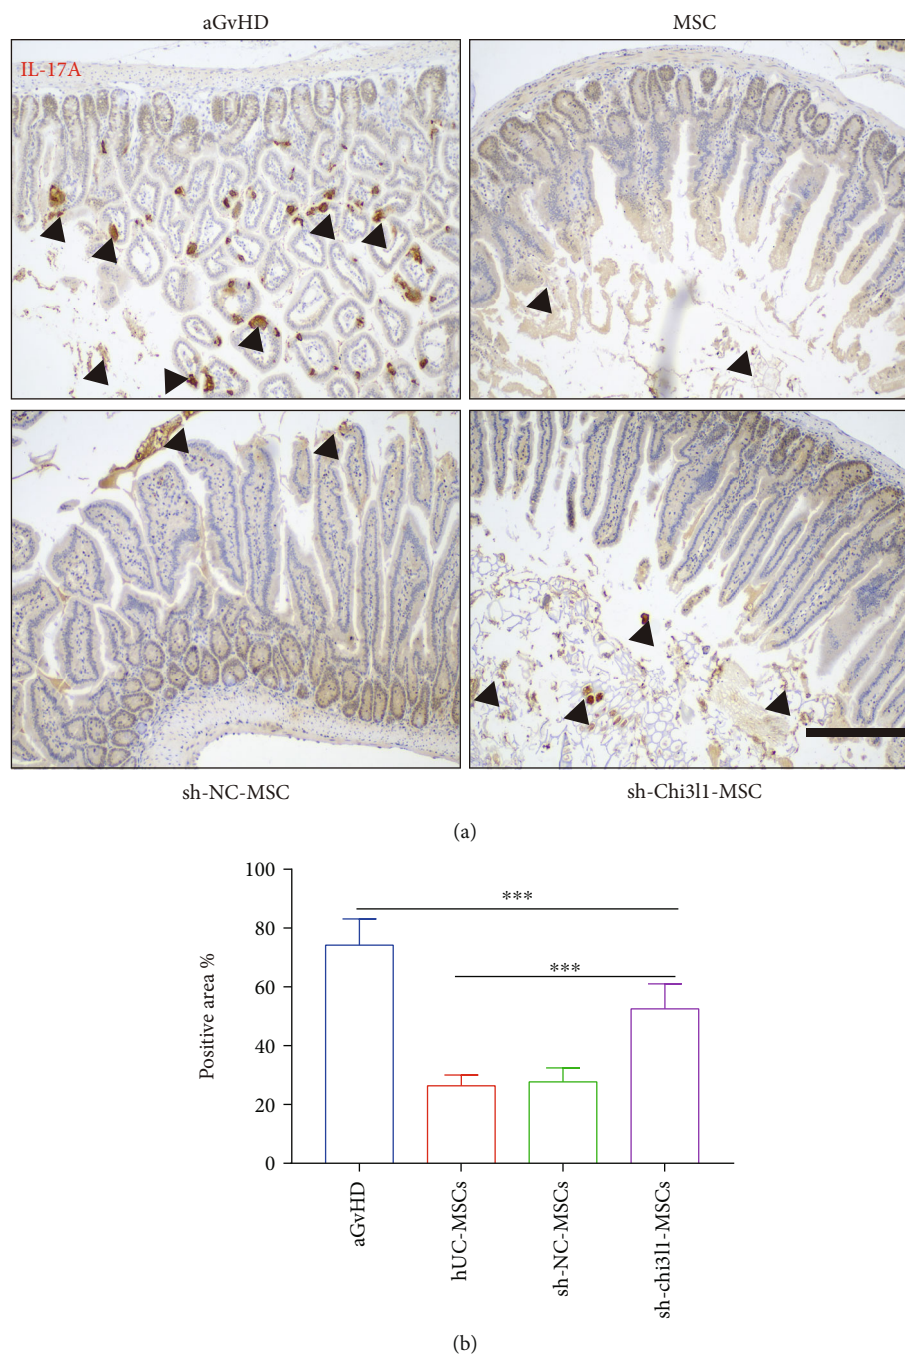 aGvHD
MSC
IL-17A
sh-NC-MSC
sh-Chi3l1-MSC
(a)
100
80
60
40
20
0
Positive area %
***
***
aGvHD
hUC-MSCs
sh-NC-MSCs
sh-chi3l1-MSCs
(b)